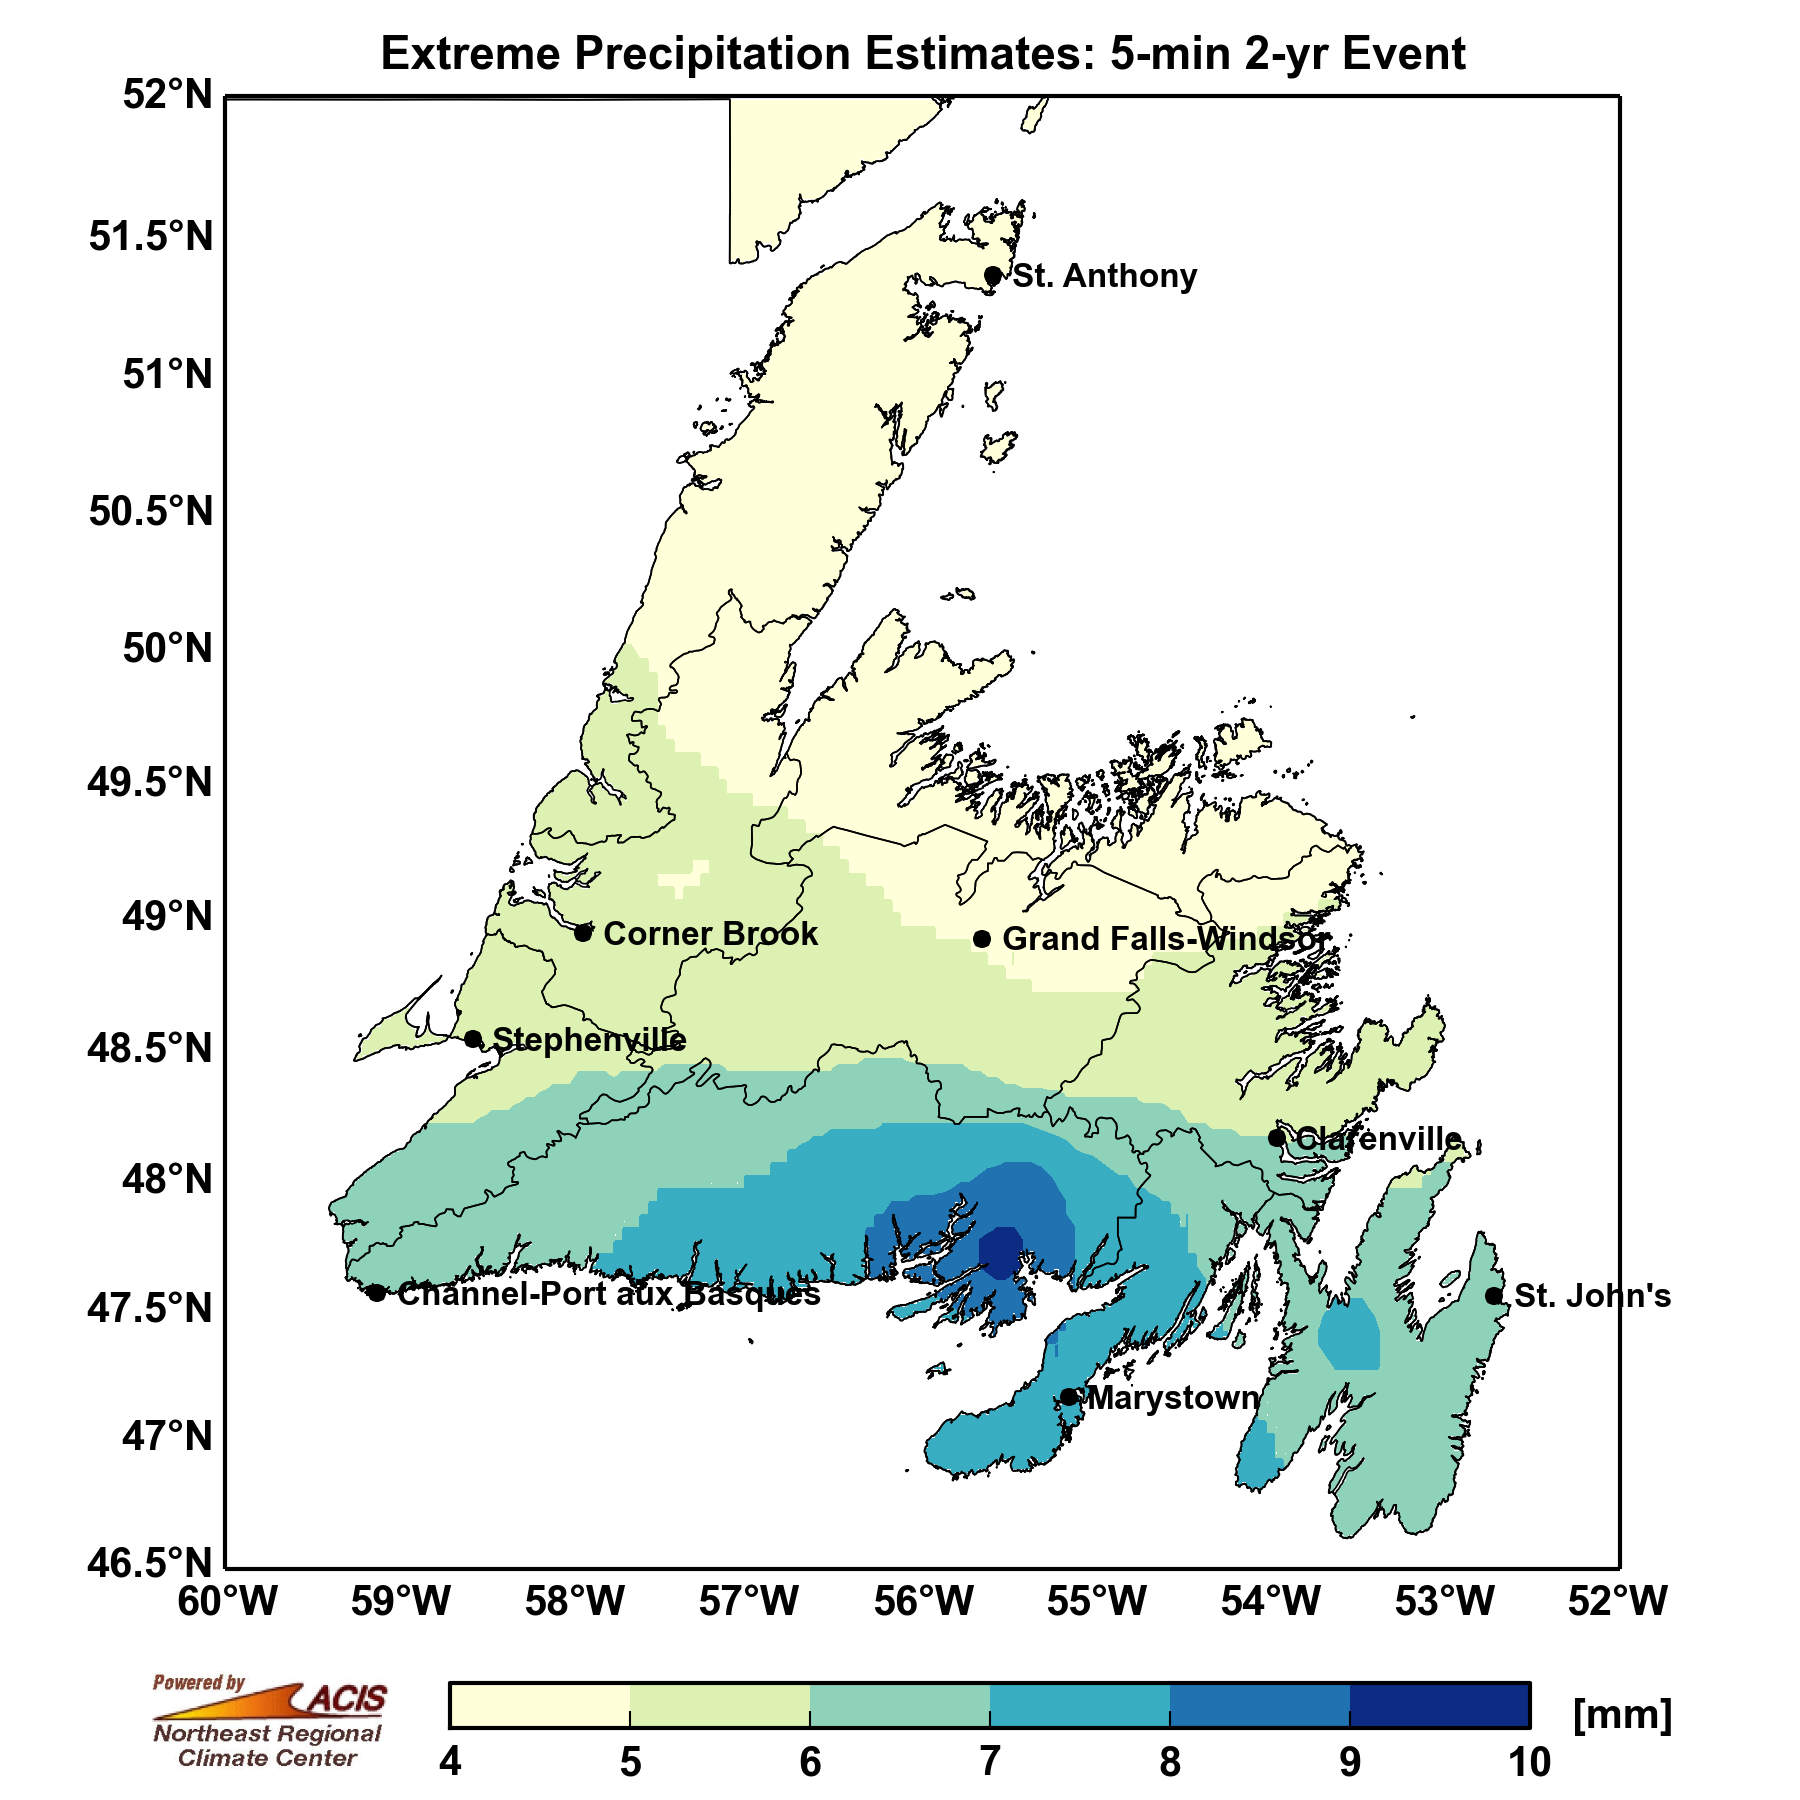 Extreme Precipitation Estimates: 5-min 2-yr Event
52°N
51.5°N
St. Anthony
51°N
50.5°N
50°N
49.5°N
49°N
Corner Brook
Grand Falls-Windsor
48.5°N
Stephenville
Clarenville
48°N
47.5°N
Channel-Port aux Basques
St. John's
Marystown
47°N
46.5°N
60°W 59°W 58°W 57°W 56°W 55°W 54°W 53°W 52°W
Powered by
ACIS
Northeast Regional
Climate Center
[mm]
4 5 6 7 8 9 10